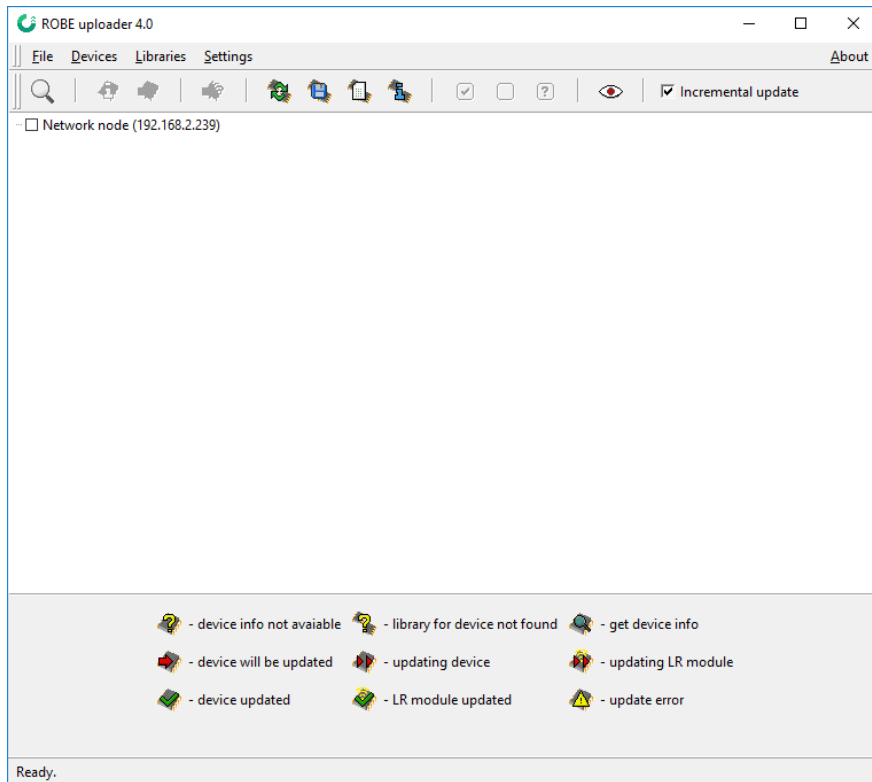 ROBE uploader 4.0
File Devices Libraries Settings About
Incremental update
Network node (192.168.2.239)
- device info not avaiable - library for device not found - get device info
- device will be updated - updating device - updating LR module
- device updated - LR module updated - update error
Ready.